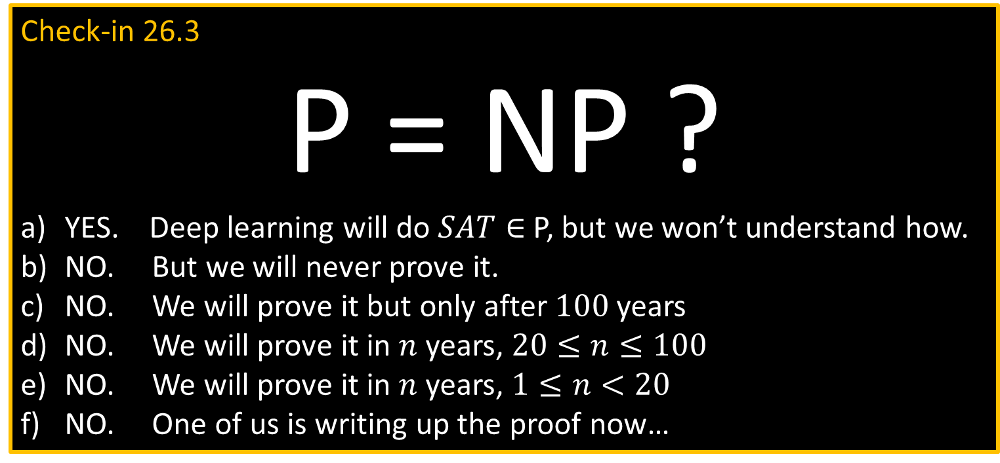 Check-in 26.3
P = NP ?
a) YES. Deep learning will do 𝑆𝐴𝑇 ∈ P, but we won’t understand how.
b) NO. But we will never prove it.
c) NO. We will prove it but only after 100 years
d) NO. We will prove it in 𝑛 years, 20 ≤ 𝑛 ≤ 100
e) NO. We will prove it in 𝑛 years, 1 ≤ 𝑛 < 20
f) NO. One of us is writing up the proof now…